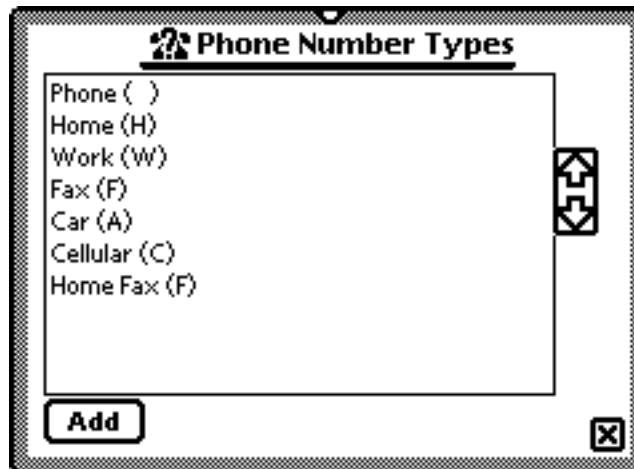 Phone Number Types
Phone ( )
Home (H)
Work (W)
Fax (F)
Car (A)
Cellular (C)
Home Fax (F)
Add